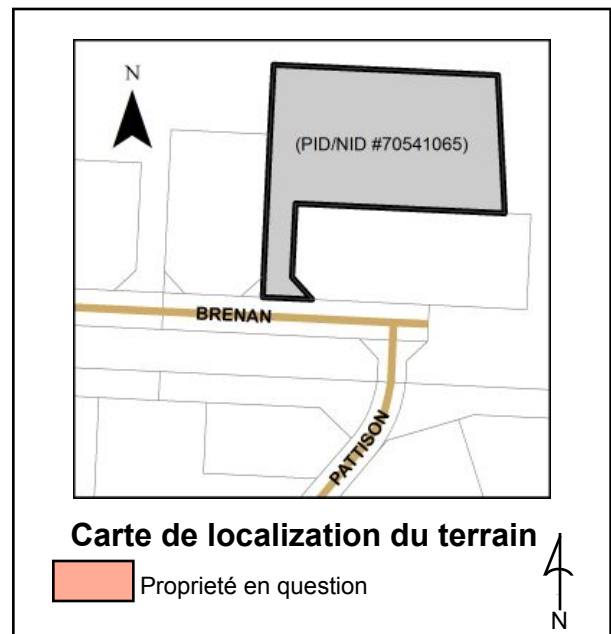 N
(PID/NID #70541065)
BRENAN
PATTISON
Carte de localization du terrain
Proprieté en question
N